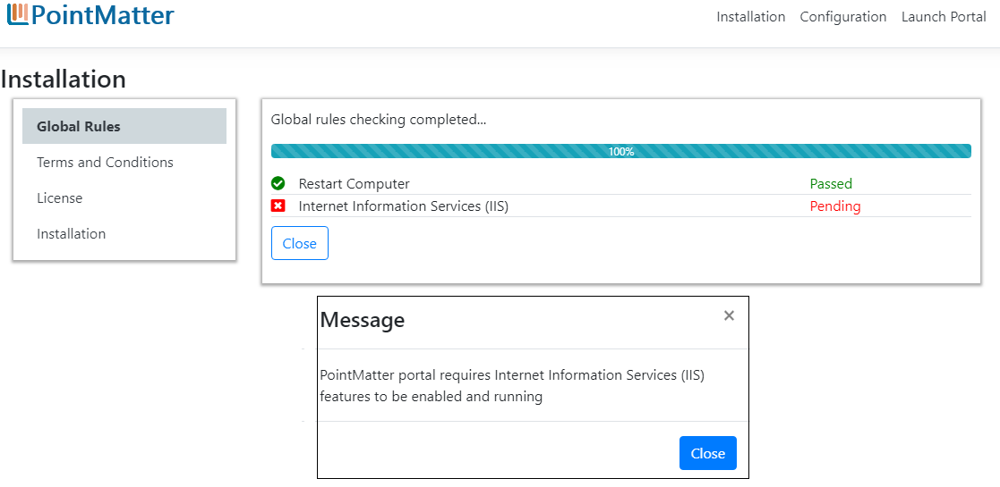 PointMatter
Installation Configuration Launch Portal
Installation
Global Rules
Terms and Conditions
License
Installation
Global rules checking completed...
100%
Restart Computer Passed
Internet Information Services (IIS) Pending
Close
Message ×
PointMatter portal requires Internet Information Services (IIS)
features to be enabled and running
Close